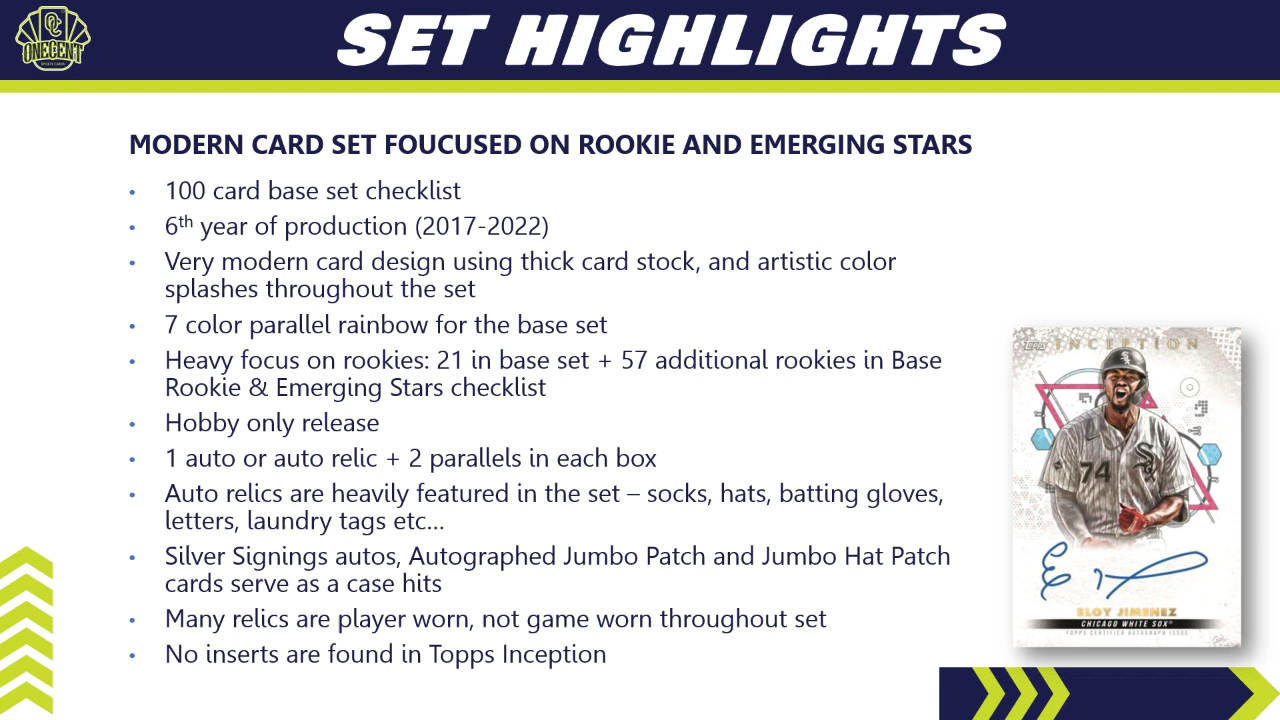 OC
ONECENT
SPORTS CARDS
SET HIGHLIGHTS
MODERN CARD SET FOUCUSED ON ROOKIE AND EMERGING STARS
• 100 card base set checklist
• 6th year of production (2017-2022)
• Very modern card design using thick card stock, and artistic color
splashes throughout the set
• 7 color parallel rainbow for the base set
• Heavy focus on rookies: 21 in base set + 57 additional rookies in Base
Rookie & Emerging Stars checklist
• Hobby only release
• 1 auto or auto relic + 2 parallels in each box
• Auto relics are heavily featured in the set – socks, hats, batting gloves,
letters, laundry tags etc…
• Silver Signings autos, Autographed Jumbo Patch and Jumbo Hat Patch
cards serve as a case hits
• Many relics are player worn, not game worn throughout set
• No inserts are found in Topps Inception
Topps INCEPTION
74
ELOY JIMENEZ
CHICAGO WHITE SOX®
TOPPS CERTIFIED AUTOGRAPH ISSUE